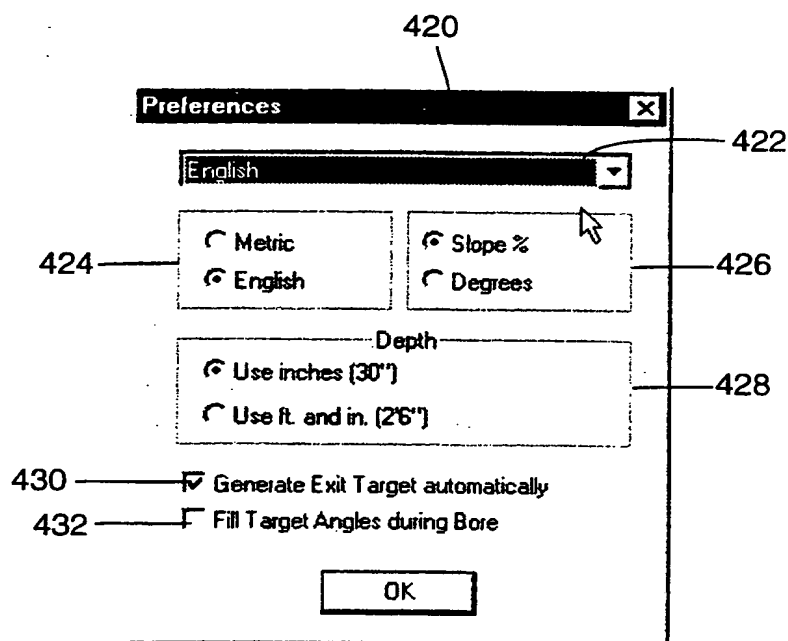 420
Preferences
422
English
424
Metric
English
Slope %
Degrees
426
Depth
Use inches (30")
Use ft. and in. (2'6")
428
430
Generate Exit Target automatically
432
Fill Target Angles during Bore
OK